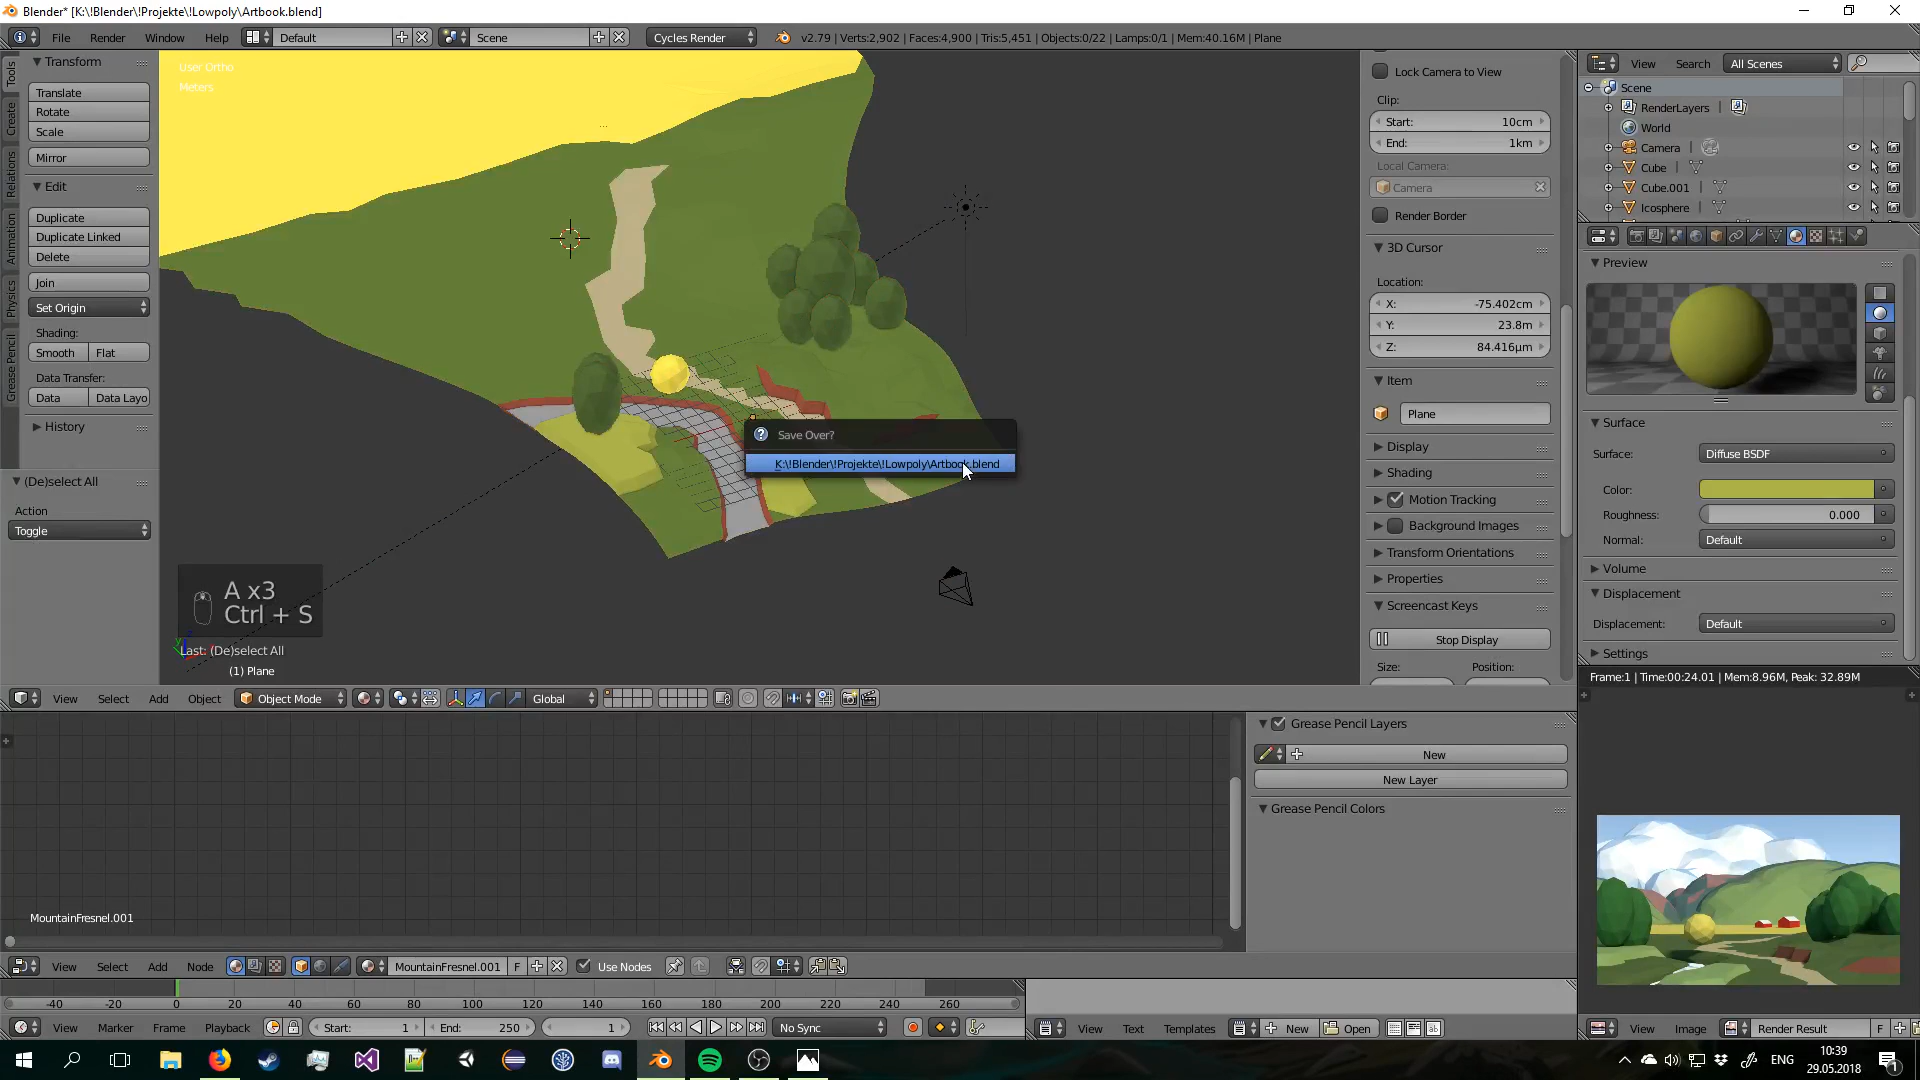 Blender* [K:\!Blender\!Projekte\!Lowpoly\Artbook.blend]
File Render Window Help Default Scene Cycles Render v2.79 | Verts:2,902 | Faces:4,900 | Tris:5,451 | Objects:0/22 | Lamps:0/1 | Mem:40.16M | Plane
Tools
Create
Relations
Animation
Physics
Grease Pencil
Transform
Translate
Rotate
Scale
Mirror
Edit
Duplicate
Duplicate Linked
Delete
Join
Set Origin
Shading:
Smooth Flat
Data Transfer:
Data Data Layo
History
(De)select All
Action
Toggle
User Ortho
Meters
Save Over?
K:\!Blender\!Projekte\!Lowpoly\Artbook.blend
A x3
Ctrl + S
Last: (De)select All
(1) Plane
View Select Add Object Object Mode Global
Lock Camera to View
Clip:
Start: 10cm
End: 1km
Local Camera:
Camera
Render Border
3D Cursor
Location:
X: -75.402cm
Y: 23.8m
Z: 84.416µm
Item
Plane
Display
Shading
Motion Tracking
Background Images
Transform Orientations
Properties
Screencast Keys
Stop Display
Size: Position:
View Search All Scenes
Scene
RenderLayers
World
Camera
Cube
Cube.001
Icosphere
Preview
Surface
Surface: Diffuse BSDF
Color:
Roughness: 0.000
Normal: Default
Volume
Displacement
Displacement: Default
Settings
Frame:1 | Time:00:24.01 | Mem:8.96M, Peak: 32.89M
Grease Pencil Layers
New
New Layer
Grease Pencil Colors
MountainFresnel.001
View Select Add Node MountainFresnel.001 F Use Nodes
-40 -20 0 20 40 60 80 100 120 140 160 180 200 220 240 260
View Marker Frame Playback Start: 1 End: 250 1 No Sync
View Text Templates New Open
View Image Render Result F
ENG
10:39
29.05.2018
1